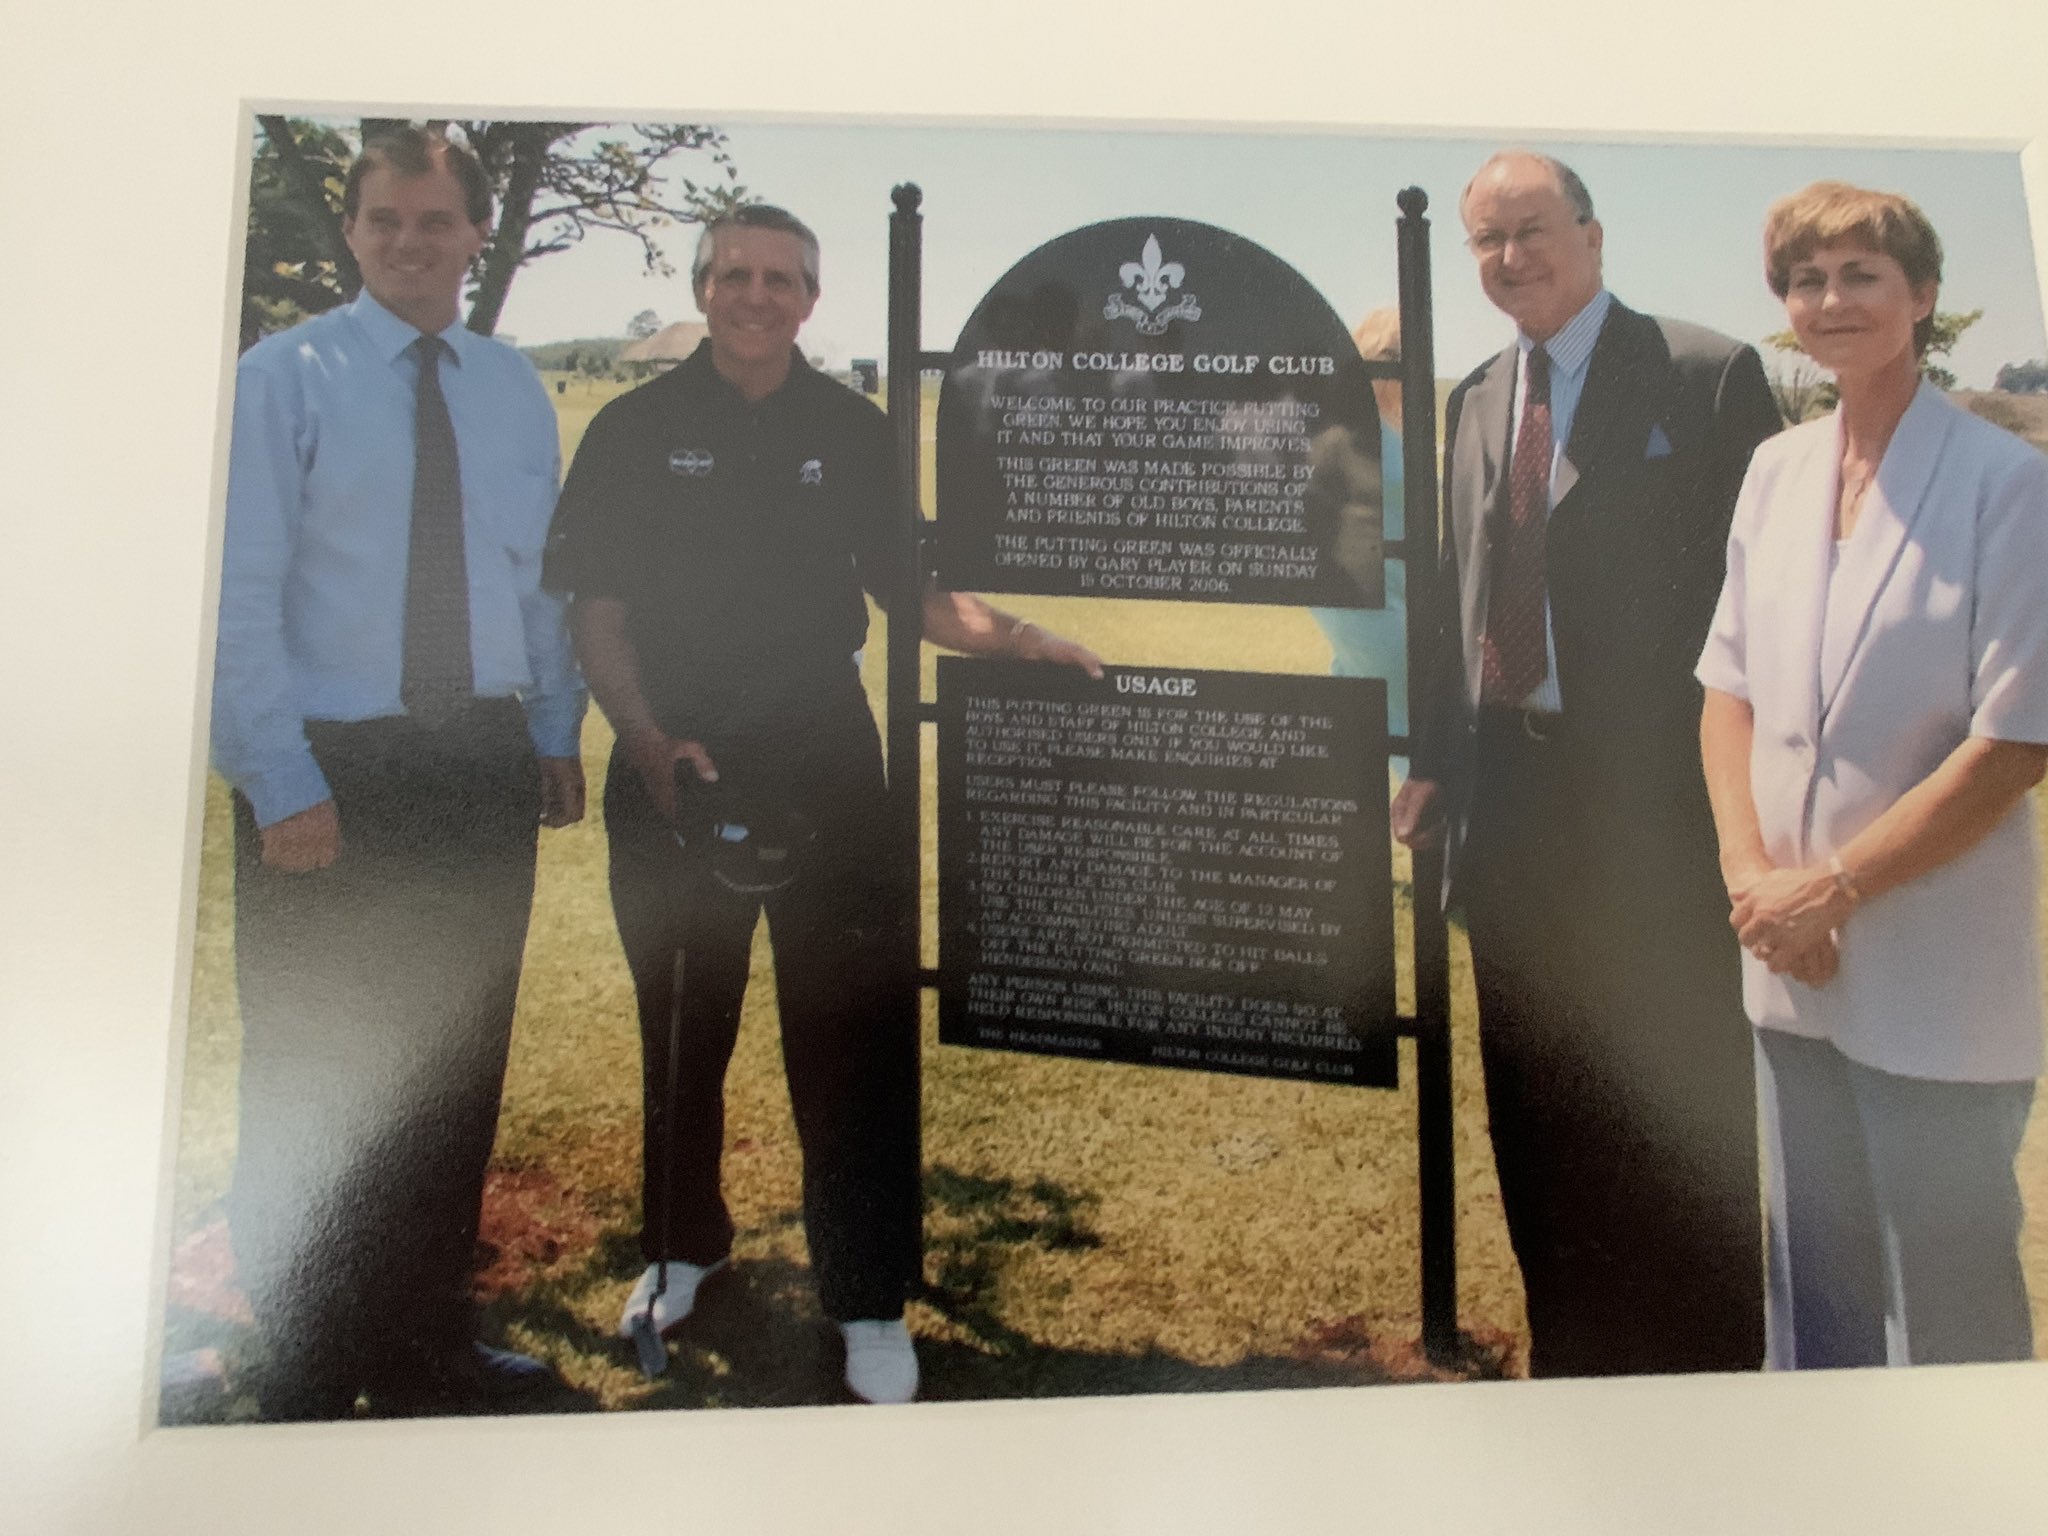 HILTON COLLEGE GOLF CLUB
WELCOME TO OUR PRACTICE PUTTING
GREEN. WE HOPE YOU ENJOY USING
IT AND THAT YOUR GAME IMPROVES.
THIS GREEN WAS MADE POSSIBLE BY
THE GENEROUS CONTRIBUTIONS OF
A NUMBER OF OLD BOYS, PARENTS
AND FRIENDS OF HILTON COLLEGE.
THE PUTTING GREEN WAS OFFICIALLY
OPENED BY GARY PLAYER ON SUNDAY
15 OCTOBER 2006.
USAGE
THIS PUTTING GREEN IS FOR THE USE OF THE
BOYS AND STAFF OF HILTON COLLEGE AND
AUTHORISED USERS ONLY. IF YOU WOULD LIKE
TO USE IT, PLEASE MAKE ENQUIRIES AT
RECEPTION.
USERS MUST PLEASE FOLLOW THE REGULATIONS
REGARDING THIS FACILITY AND IN PARTICULAR
1. EXERCISE REASONABLE CARE AT ALL TIMES.
ANY DAMAGE WILL BE FOR THE ACCOUNT OF
THE USER RESPONSIBLE.
2. REPORT ANY DAMAGE TO THE MANAGER OF
THE FLEUR DE LYS CLUB.
3. NO CHILDREN UNDER THE AGE OF 12 MAY
USE THE FACILITIES, UNLESS SUPERVISED BY
AN ACCOMPANYING ADULT.
4. USERS ARE NOT PERMITTED TO HIT BALLS
OFF THE PUTTING GREEN NOR OFF
HENDERSON OVAL.
ANY PERSON USING THIS FACILITY DOES SO AT
THEIR OWN RISK. HILTON COLLEGE CANNOT BE
HELD RESPONSIBLE FOR ANY INJURY INCURRED.
THE HEADMASTER HILTON COLLEGE GOLF CLUB